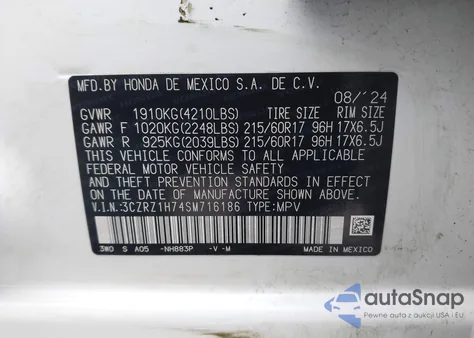 MFD.BY HONDA DE MEXICO S.A. DE C.V.
08/'24
GVWR 1910KG(4210LBS) TIRE SIZE RIM SIZE
GAWR F 1020KG(2248LBS) 215/60R17 96H 17X6.5J
GAWR R 925KG(2039LBS) 215/60R17 96H 17X6.5J
THIS VEHICLE CONFORMS TO ALL APPLICABLE
FEDERAL MOTOR VEHICLE SAFETY
AND THEFT PREVENTION STANDARDS IN EFFECT ON
THE DATE OF MANUFACTURE SHOWN ABOVE.
V.I.N.:3CZRZ1H74SM716186 TYPE:MPV
3W0 S A05 -NH883P -V -M MADE IN MEXICO
autaSnap
Pewne auta z aukcji USA i EU